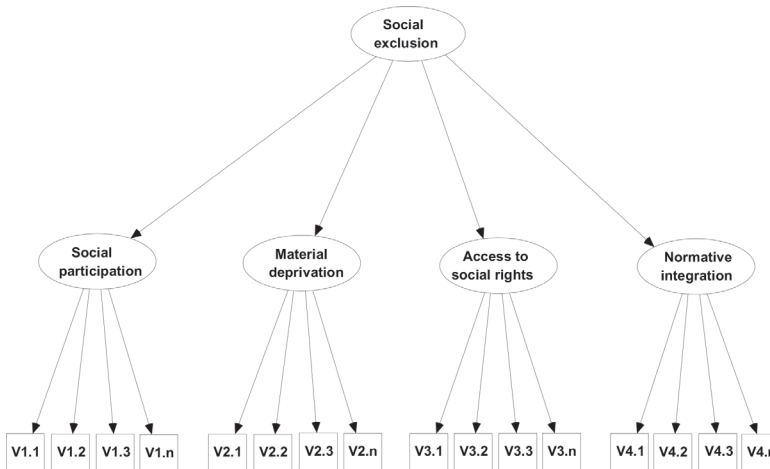 Social
exclusion
Social
participation
Material
deprivation
Access to
social rights
Normative
integration
V1.1 V1.2 V1.3 V1.n V2.1 V2.2 V2.3 V2.n V3.1 V3.2 V3.3 V3.n V4.1 V4.2 V4.3